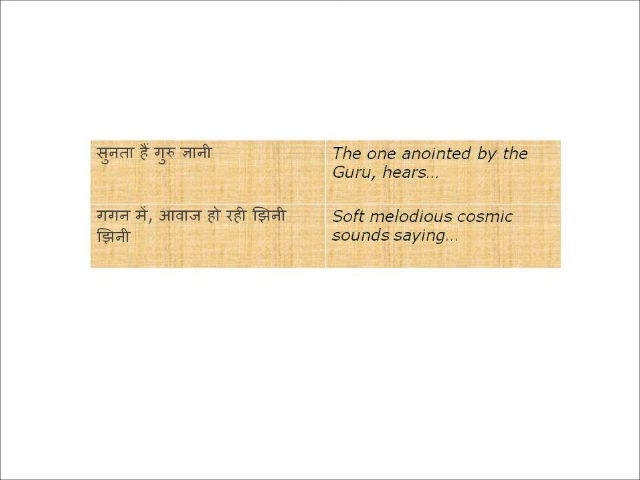 सुनता हैं गुरु ज्ञानी
The one anointed by the
Guru, hears...
गगन में, आवाज हो रही झिनी
झिनी
Soft melodious cosmic
sounds saying...